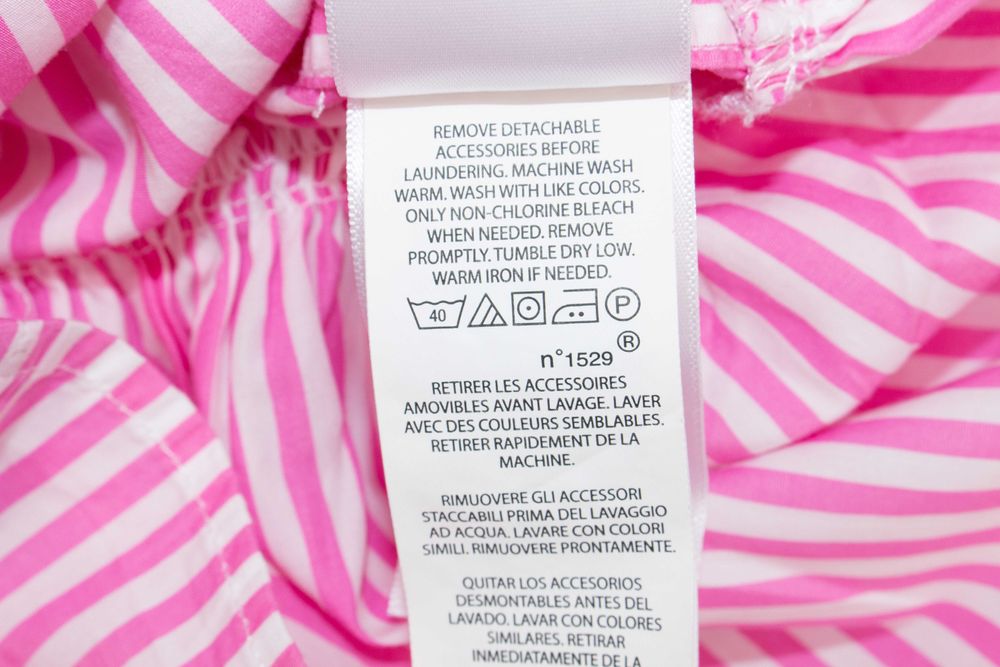 REMOVE DETACHABLE
ACCESSORIES BEFORE
LAUNDERING. MACHINE WASH
WARM. WASH WITH LIKE COLORS.
ONLY NON-CHLORINE BLEACH
WHEN NEEDED. REMOVE
PROMPTLY. TUMBLE DRY LOW.
WARM IRON IF NEEDED.
40 P
n°1529 ®
RETIRER LES ACCESSOIRES
AMOVIBLES AVANT LAVAGE. LAVER
AVEC DES COULEURS SEMBLABLES.
RETIRER RAPIDEMENT DE LA
MACHINE.
RIMUOVERE GLI ACCESSORI
STACCABILI PRIMA DEL LAVAGGIO
AD ACQUA. LAVARE CON COLORI
SIMILI. RIMUOVERE PRONTAMENTE.
QUITAR LOS ACCESORIOS
DESMONTABLES ANTES DEL
LAVADO. LAVAR CON COLORES
SIMILARES. RETIRAR
INMEDIATAMENTE DE LA